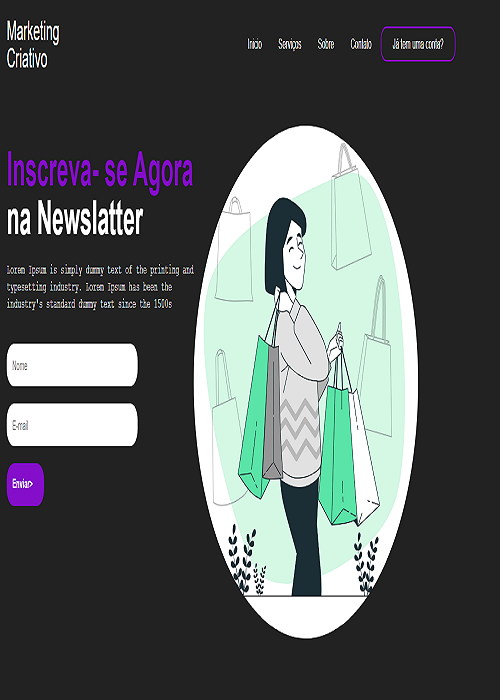 Marketing
Criativo
Inicio Serviços Sobre Contato Já tem uma conta?
Inscreva- se Agora
na Newslatter
Lorem Ipsum is simply dummy text of the printing and
typesetting industry. Lorem Ipsum has been the
industry's standard dummy text since the 1500s
Nome
E-mail
Enviar>